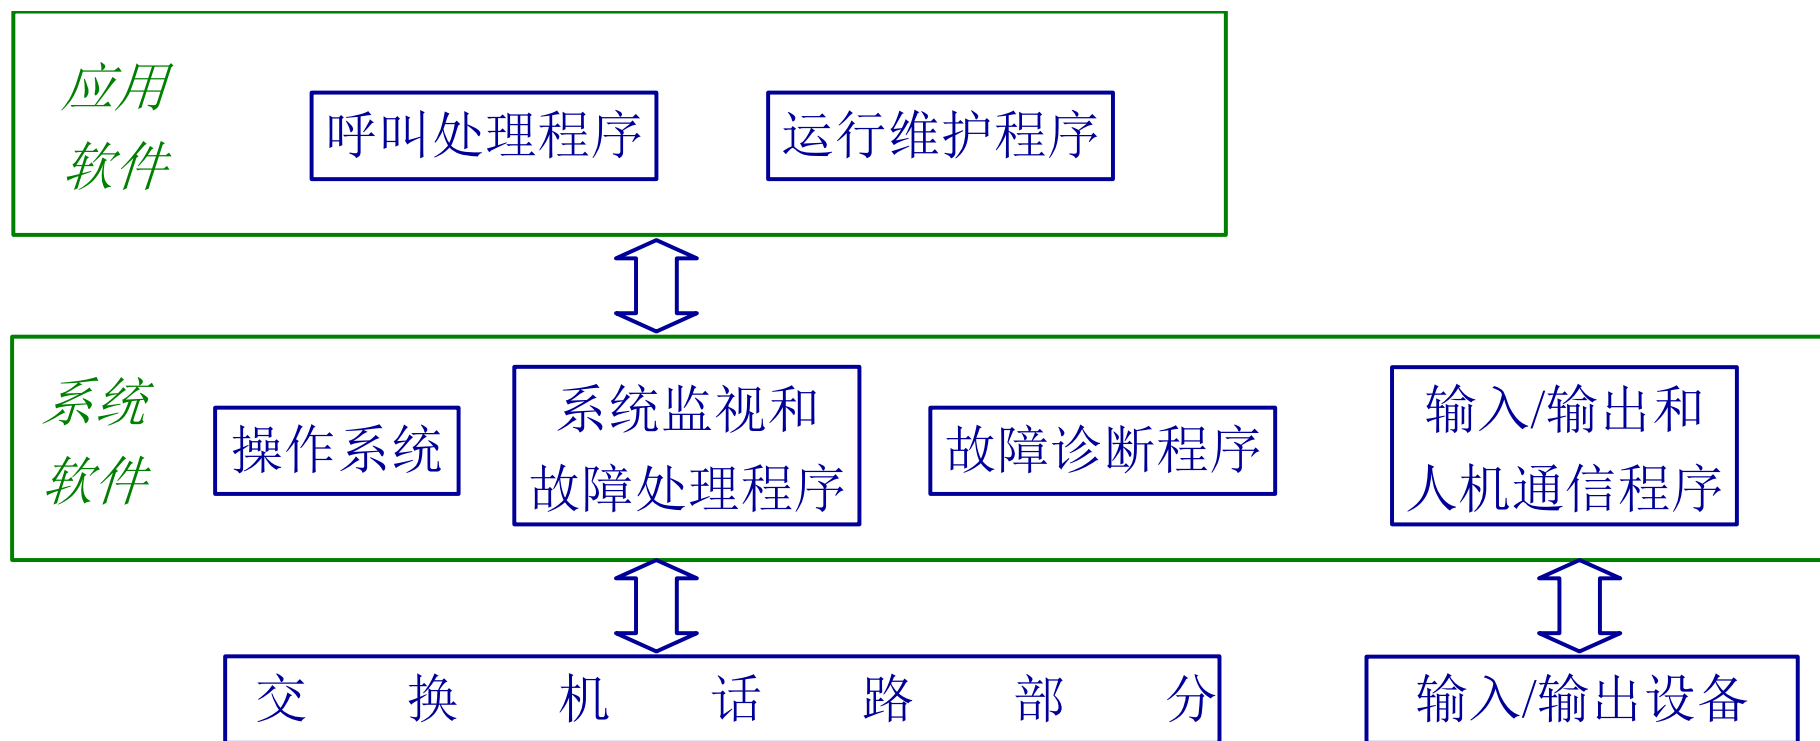 应用
软件
呼叫处理程序
运行维护程序
系统
软件
操作系统
系统监视和
故障处理程序
故障诊断程序
输入/输出和
人机通信程序
交换机话路部分
输入/输出设备